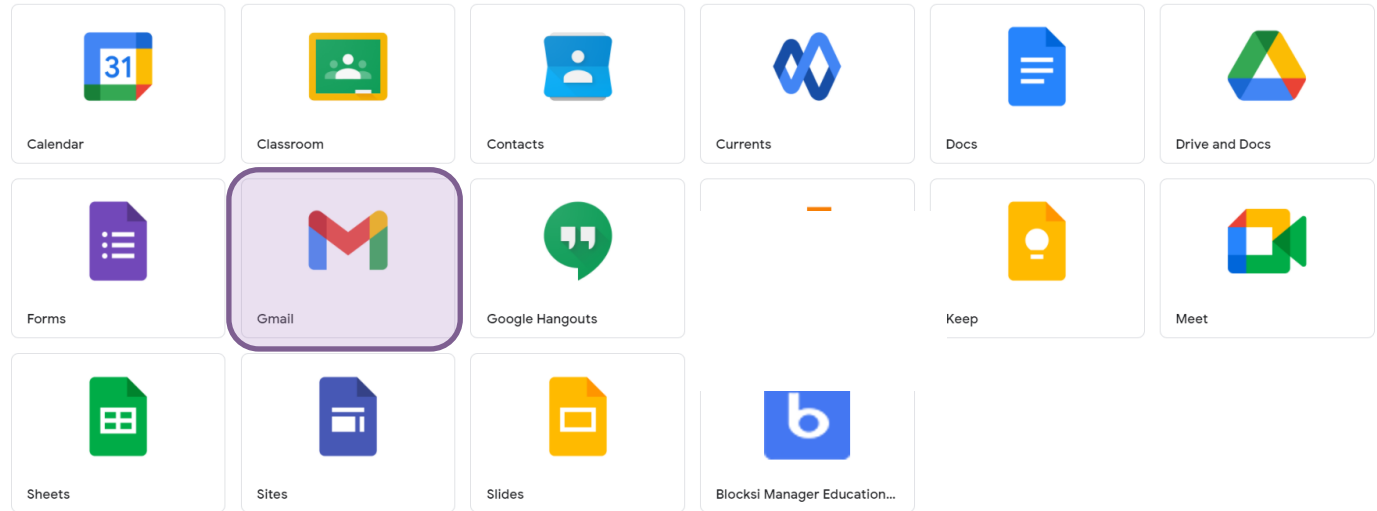 31
Calendar
Classroom
Contacts
Currents
Docs
Drive and Docs
Forms
Gmail
Google Hangouts
Keep
Meet
b
Sheets
Sites
Slides
Blocksi Manager Education...